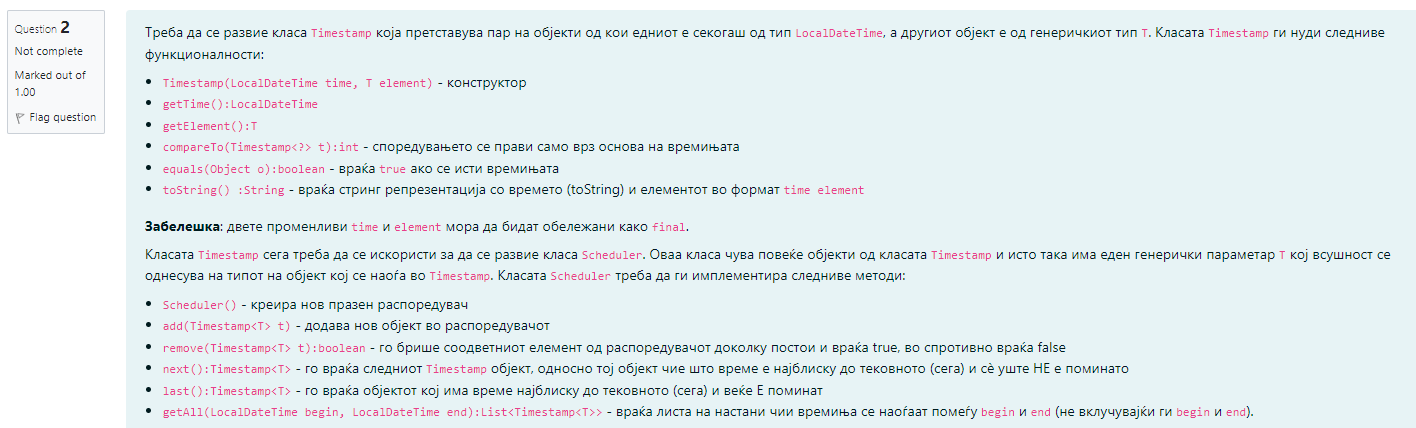 Question 2
Not complete
Marked out of
1.00
Flag question
Треба да се развие класа Timestamp која претставува пар на објекти од кои едниот е секогаш од тип LocalDateTime, а другиот објект е од генеричкиот тип T. Класата Timestamp ги нуди следниве
функционалности:
• Timestamp(LocalDateTime time, T element) - конструктор
• getTime():LocalDateTime
• getElement():T
• compareTo(Timestamp<?> t):int - споредувањето се прави само врз основа на времињата
• equals(Object o):boolean - враќа true ако се исти времињата
• toString() :String - враќа стринг репрезентација со времето (toString) и елементот во формат time element
Забелешка: двете променливи time и element мора да бидат обележани како final.
Класата Timestamp сега треба да се искористи за да се развие класа Scheduler. Оваа класа чува повеќе објекти од класата Timestamp и исто така има еден генерички параметар T кој всушност се
однесува на типот на објект кој се наоѓа во Timestamp. Класата Scheduler треба да ги имплементира следниве методи:
• Scheduler() - креира нов празен распоредувач
• add(Timestamp<T> t) - додава нов објект во распоредувачот
• remove(Timestamp<T> t):boolean - го брише соодветниот елемент од распоредувачот доколку постои и враќа true, во спротивно враќа false
• next():Timestamp<T> - го враќа следниот Timestamp објект, односно тој објект чие што време е најблиску до тековното (сега) и сѐ уште НЕ е поминато
• last():Timestamp<T> - го враќа објектот кој има време најблиску до тековното (сега) и веќе Е поминат
• getAll(LocalDateTime begin, LocalDateTime end):List<Timestamp<T>> - враќа листа на настани чии времиња се наоѓаат помеѓу begin и end (не вклучувајќи ги begin и end).